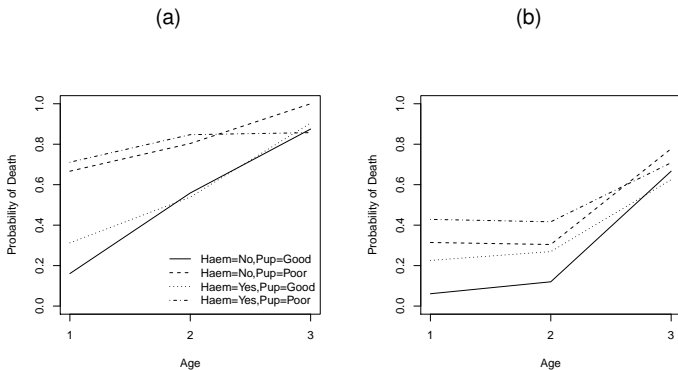 (a)
Probability of Death
0.0 0.2 0.4 0.6 0.8 1.0
Haem=No,Pup=Good
Haem=No,Pup=Poor
Haem=Yes,Pup=Good
Haem=Yes,Pup=Poor
1 2 3
Age
(b)
Probability of Death
0.0 0.2 0.4 0.6 0.8 1.0
1 2 3
Age